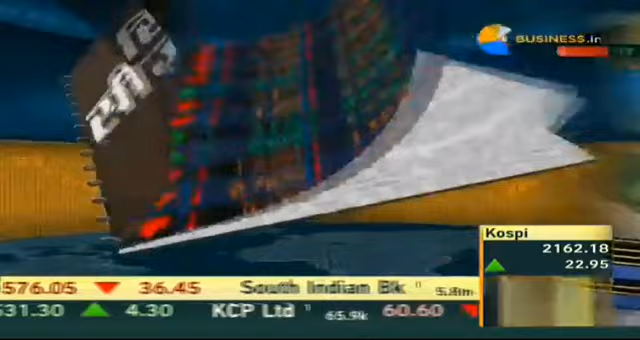 BUSINESS.in
Kospi
2162.18
22.95
576.05 36.45 South Indian Bk 5.8m
531.30 4.30 KCP Ltd 65.9k 60.60